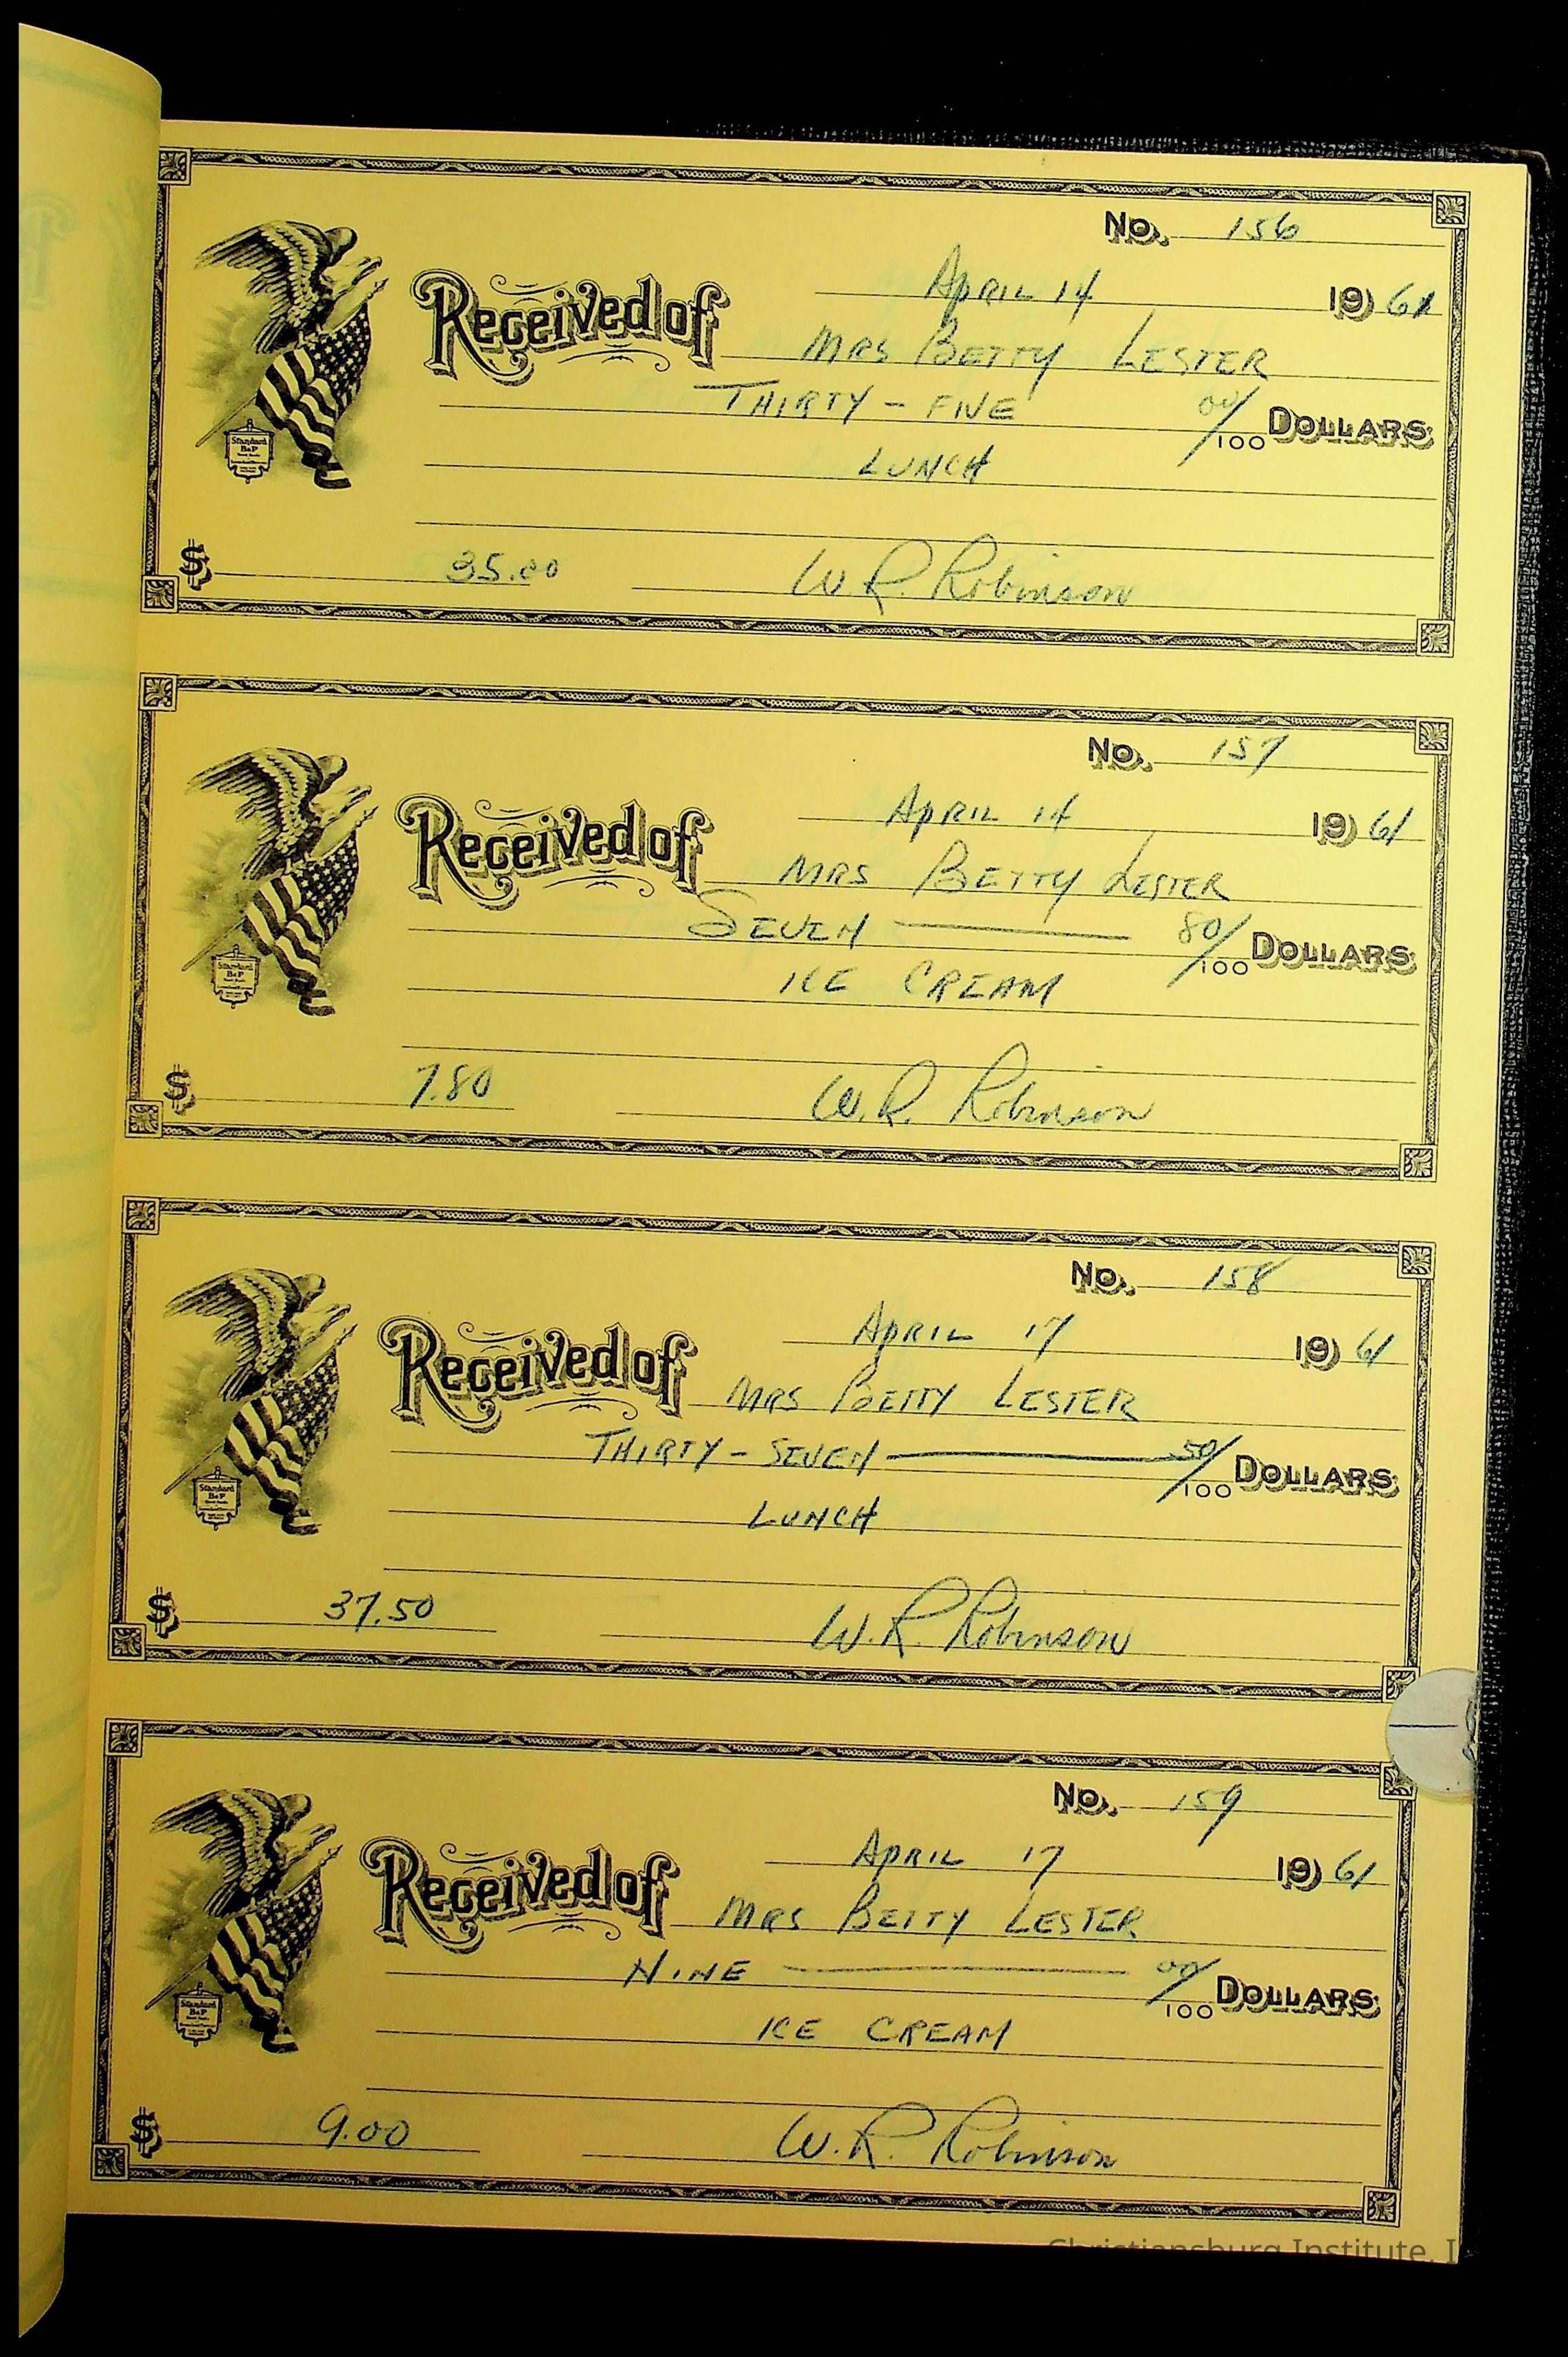 No. 156
April 14 1961
Received of Mrs Betty Lester
Thirty - Five 00/100 Dollars
Lunch
$ 35.00 W. R. Robinson
Standard
B&P
No. 157
April 14 1961
Received of Mrs Betty Lester
Seven 80/100 Dollars
Ice Cream
$ 7.80 W. R. Robinson
Standard
B&P
No. 158
April 17 1961
Received of Mrs Betty Lester
Thirty - Seven 50/100 Dollars
Lunch
$ 37.50 W. R. Robinson
Standard
B&P
No. 159
April 17 1961
Received of Mrs Betty Lester
Nine 00/100 Dollars
Ice Cream
$ 9.00 W. R. Robinson
Standard
B&P
Christiansburg Institute, I